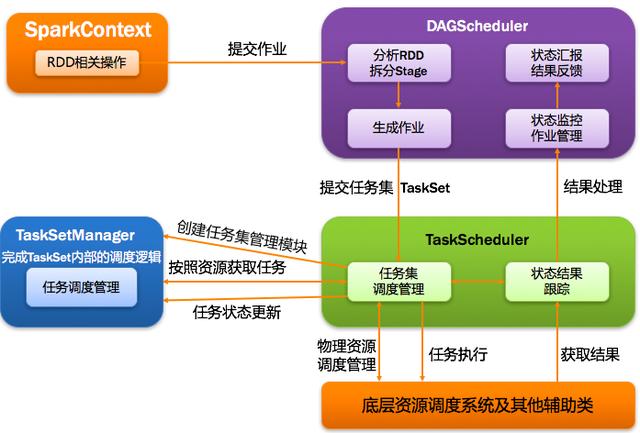 SparkContext
RDD相关操作
提交作业
DAGScheduler
分析RDD
拆分Stage
状态汇报
结果反馈
生成作业
状态监控
作业管理
提交任务集 TaskSet
结果处理
TaskSetManager
完成TaskSet内部的调度逻辑
任务调度管理
创建任务集管理模块
按照资源获取任务
任务状态更新
TaskScheduler
任务集
调度管理
状态结果
跟踪
物理资源
调度管理
任务执行
获取结果
底层资源调度系统及其他辅助类